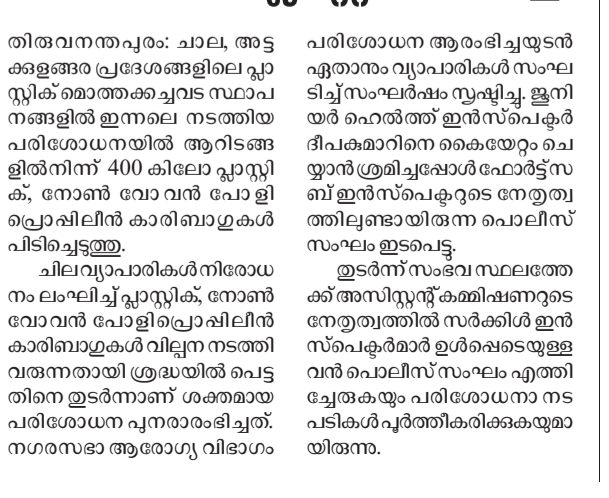 തിരുവനന്തപുരം: ചാല, അട്ട
ക്കുളങ്ങര പ്രദേശങ്ങളിലെ പ്ലാ
സ്റ്റിക് മൊത്തക്കച്ചവട സ്ഥാപ
നങ്ങളിൽ ഇന്നലെ നടത്തിയ
പരിശോധനയിൽ ആറിടങ്ങ
ളിൽനിന്ന് 400 കിലോ പ്ലാസ്റ്റി
ക്, നോൺ വോവൻ പോളി
പ്രൊപ്പിലീൻ കാരിബാഗുകൾ
പിടിച്ചെടുത്തു.
ചില വ്യാപാരികൾ നിരോധ
നം ലംഘിച്ച് പ്ലാസ്റ്റിക്, നോൺ
വോവൻ പോളിപ്രൊപ്പിലീൻ
കാരിബാഗുകൾ വില്പന നടത്തി
വരുന്നതായി ശ്രദ്ധയിൽ പെട്ട
തിനെ തുടർന്നാണ് ശക്തമായ
പരിശോധന പുനരാരംഭിച്ചത്.
നഗരസഭാ ആരോഗ്യ വിഭാഗം
പരിശോധന ആരംഭിച്ചയുടൻ
ഏതാനും വ്യാപാരികൾ സംഘ
ടിച്ച് സംഘർഷം സൃഷ്ടിച്ചു. ജൂനി
യർ ഹെൽത്ത് ഇൻസ്പെക്ടർ
ദീപകുമാറിനെ കൈയേറ്റം ചെ
യ്യാൻ ശ്രമിച്ചപ്പോൾ ഫോർട്ട് സ
ബ് ഇൻസ്പെക്ടറുടെ നേതൃത്വ
ത്തിലുണ്ടായിരുന്ന പൊലീസ്
സംഘം ഇടപെട്ടു.
തുടർന്ന് സംഭവ സ്ഥലത്തേ
ക്ക് അസിസ്റ്റന്റ് കമ്മിഷണറുടെ
നേതൃത്വത്തിൽ സർക്കിൾ ഇൻ
സ്പെക്ടർമാർ ഉൾപ്പെടെയുള്ള
വൻ പൊലീസ് സംഘം എത്തി
ച്ചേരുകയും പരിശോധനാ നട
പടികൾ പൂർത്തീകരിക്കുകയുമാ
യിരുന്നു.